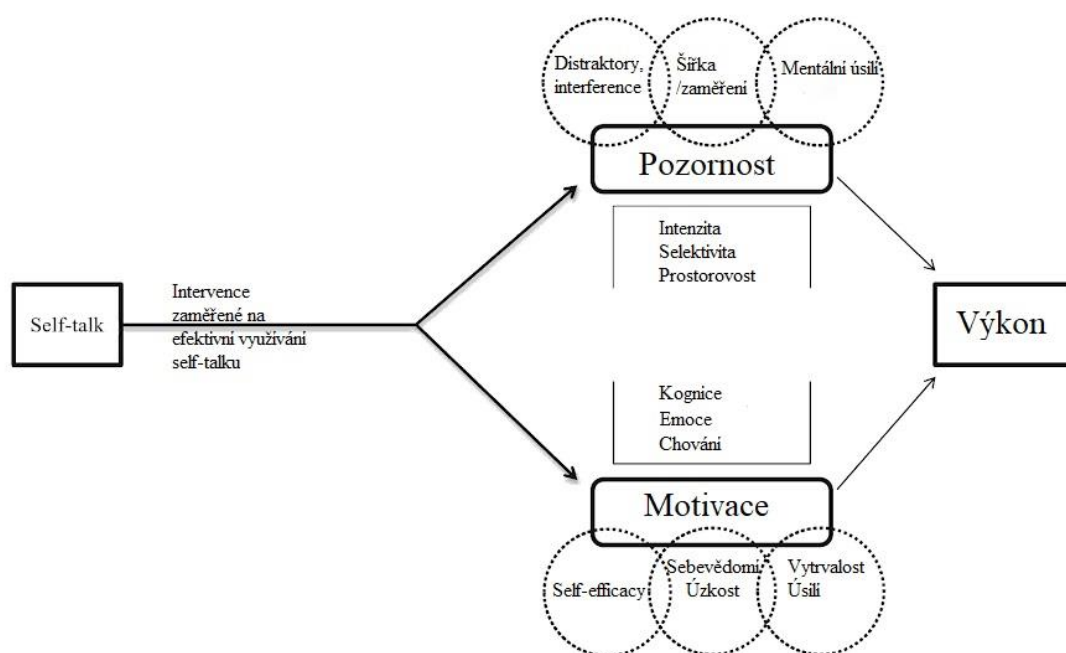 Distraktory,
interference
Šířka
/zaměření
Mentální úsilí
Pozornost
Intenzita
Selektivita
Prostorovost
Self-talk
Intervence
zaměřené na
efektivní využívání
self-talku
Výkon
Kognice
Emoce
Chování
Motivace
Self-efficacy
Sebevědomí
Úzkost
Vytrvalost
Úsilí